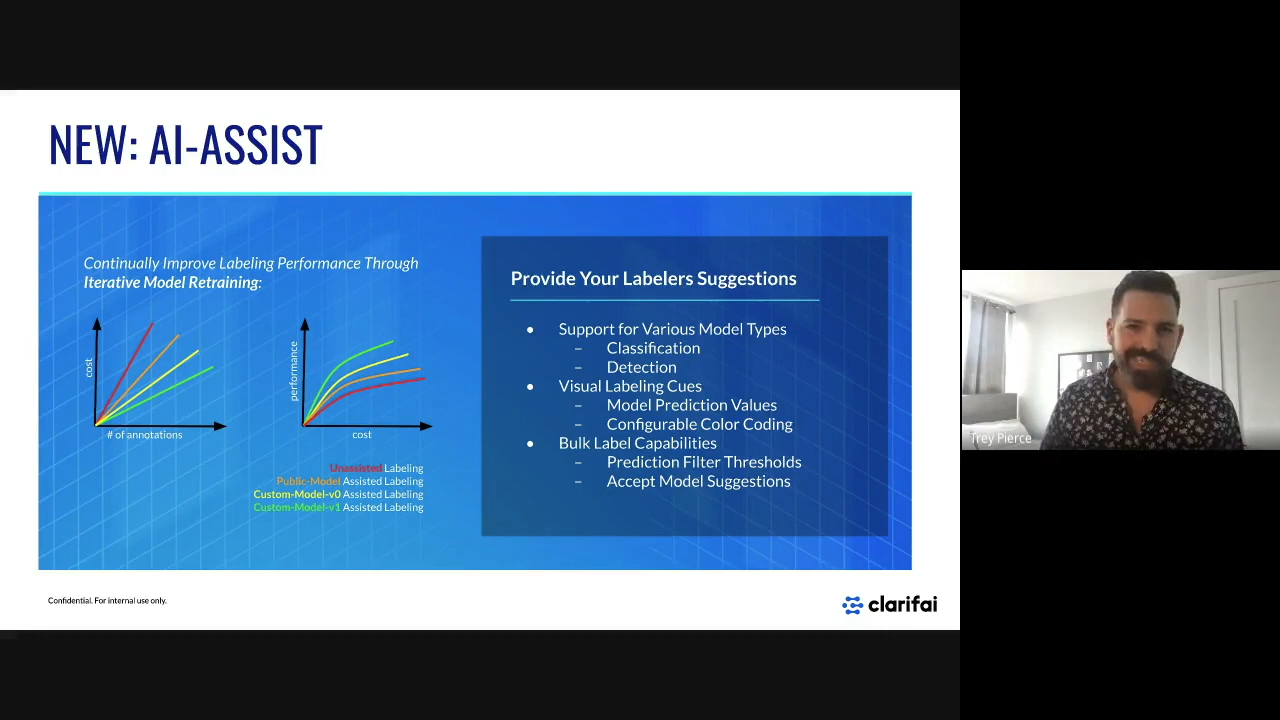 NEW: AI-ASSIST
Continually Improve Labeling Performance Through
Iterative Model Retraining:
cost
# of annotations
performance
cost
Unassisted Labeling
Public-Model Assisted Labeling
Custom-Model-v0 Assisted Labeling
Custom-Model-v1 Assisted Labeling
Provide Your Labelers Suggestions
● Support for Various Model Types
– Classification
– Detection
● Visual Labeling Cues
– Model Prediction Values
– Configurable Color Coding
● Bulk Label Capabilities
– Prediction Filter Thresholds
– Accept Model Suggestions
Confidential. For internal use only.
clarifai
Trey Pierce